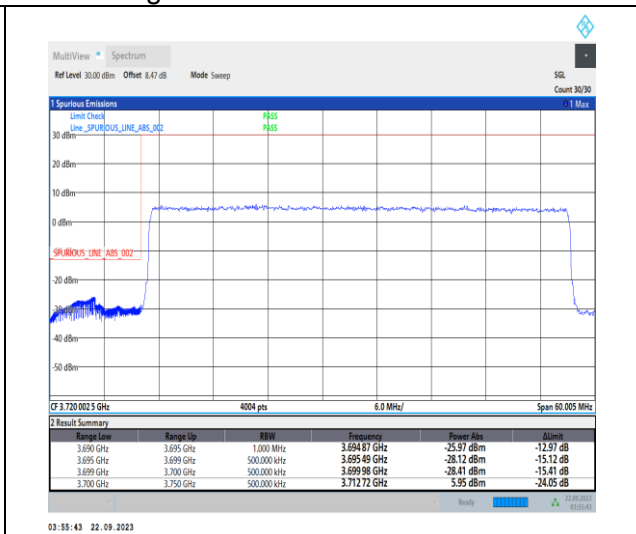 MultiView Spectrum
Ref Level 30.00 dBm Offset 8.47 dB Mode Sweep SGL
Count 30/30
1 Spurious Emissions 1 Max
Limit Check PASS
Line _SPURIOUS_LINE_ABS_002 PASS
30 dBm
20 dBm
10 dBm
0 dBm
_SPURIOUS_LINE_ABS_002
-20 dBm
-40 dBm
-50 dBm
CF 3.720 002 5 GHz 4004 pts 6.0 MHz/ Span 60.005 MHz
2 Result Summary
Range Low Range Up RBW Frequency Power Abs ΔLimit
3.690 GHz 3.695 GHz 1.000 MHz 3.694 87 GHz -25.97 dBm -12.97 dB
3.695 GHz 3.699 GHz 500.000 kHz 3.695 49 GHz -28.12 dBm -15.12 dB
3.699 GHz 3.700 GHz 500.000 kHz 3.699 98 GHz -28.41 dBm -15.41 dB
3.700 GHz 3.750 GHz 500.000 kHz 3.712 72 GHz 5.95 dBm -24.05 dB
Ready 22.09.2023
03:55:43
03:55:43 22.09.2023